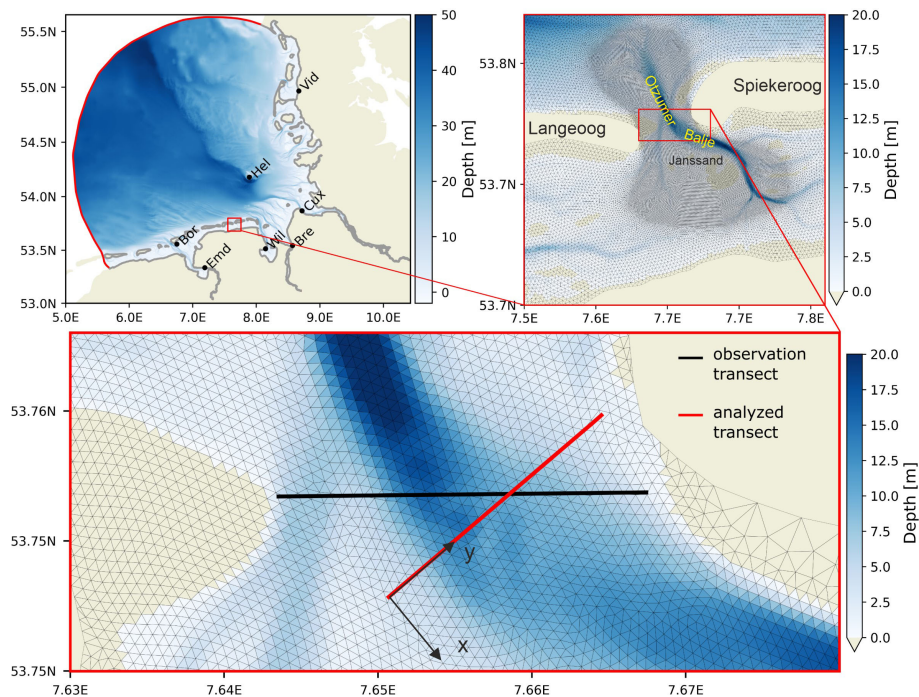 55.5N
55.0N
54.5N
54.0N
53.5N
53.0N
5.0E
6.0E
7.0E
8.0E
9.0E
10.0E
Vid
Hel
Cux
Bor
Emd
Wil
Bre
50
40
30
20
10
0
Depth [m]
53.8N
53.7N
53.7N
7.5E
7.6E
7.7E
7.7E
7.8E
Otzumer
Balje
Spiekeroog
Langeoog
Janssand
20.0
17.5
15.0
12.5
10.0
7.5
5.0
2.5
0.0
Depth [m]
53.76N
53.75N
53.75N
7.63E
7.64E
7.65E
7.66E
7.67E
observation
transect
analyzed
transect
y
x
20.0
17.5
15.0
12.5
10.0
7.5
5.0
2.5
0.0
Depth [m]